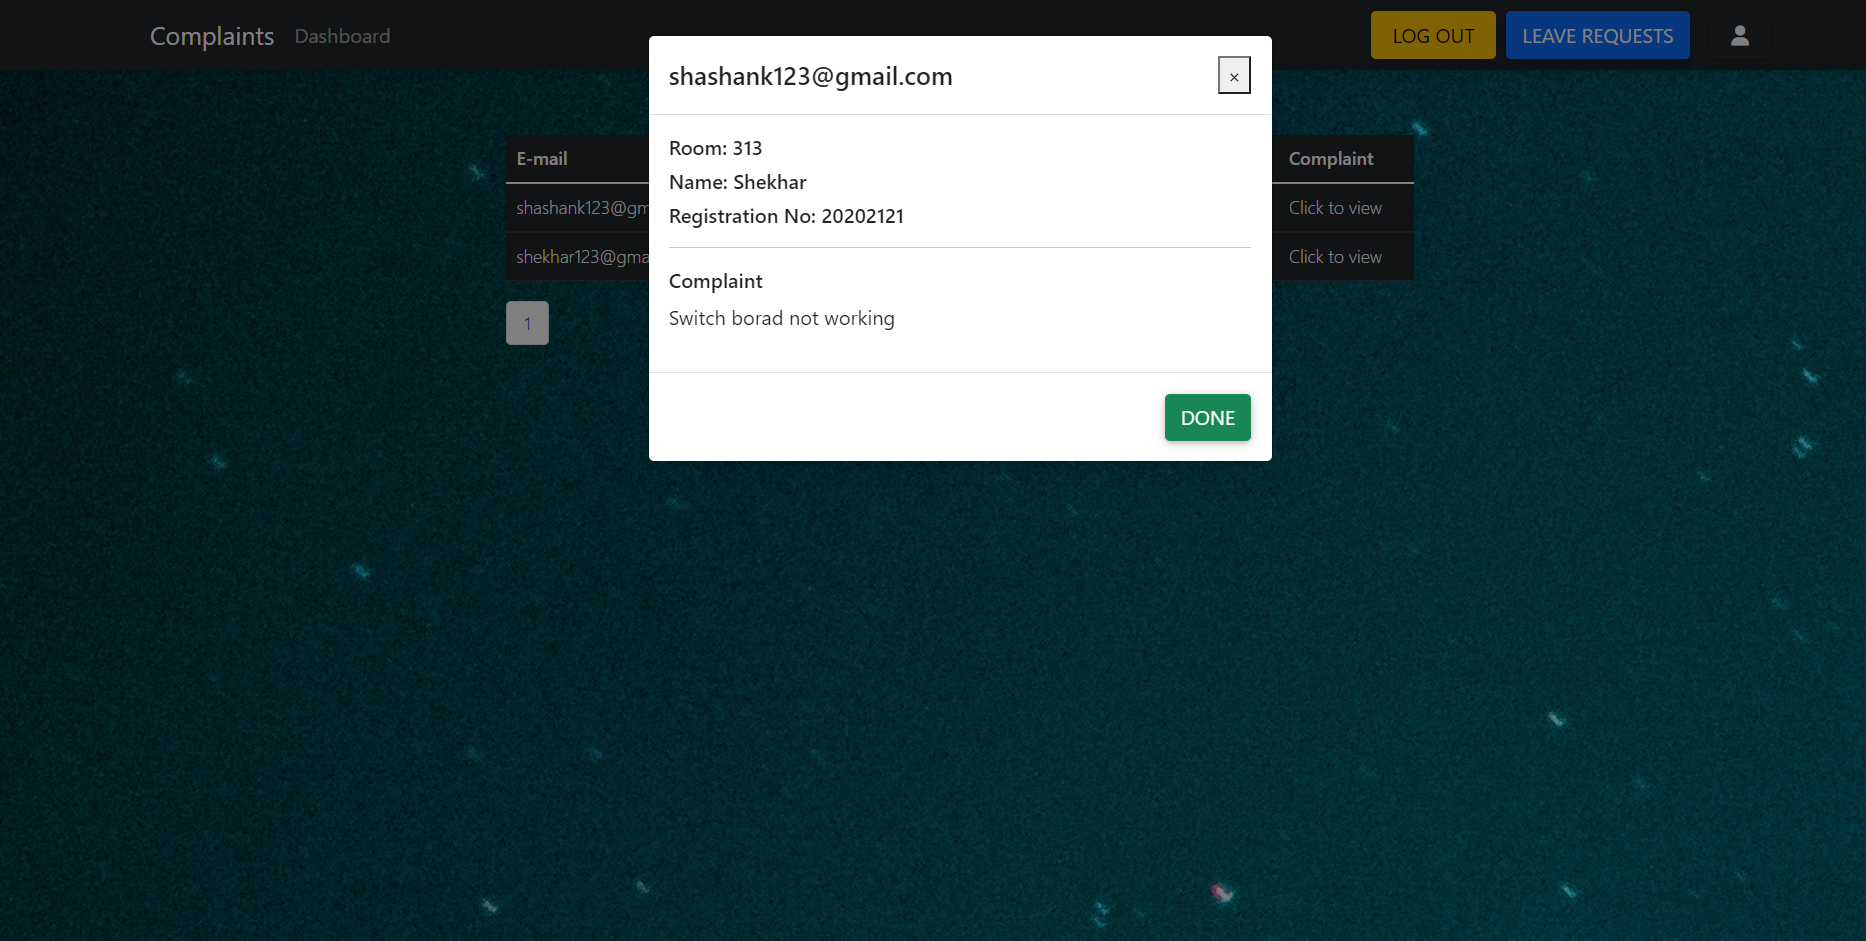 Complaints Dashboard LOG OUT LEAVE REQUESTS
shashank123@gmail.com ×
Room: 313
Name: Shekhar
Registration No: 20202121
Complaint
Switch borad not working
DONE
E-mail Complaint
shashank123@gm Click to view
shekhar123@gma Click to view
1